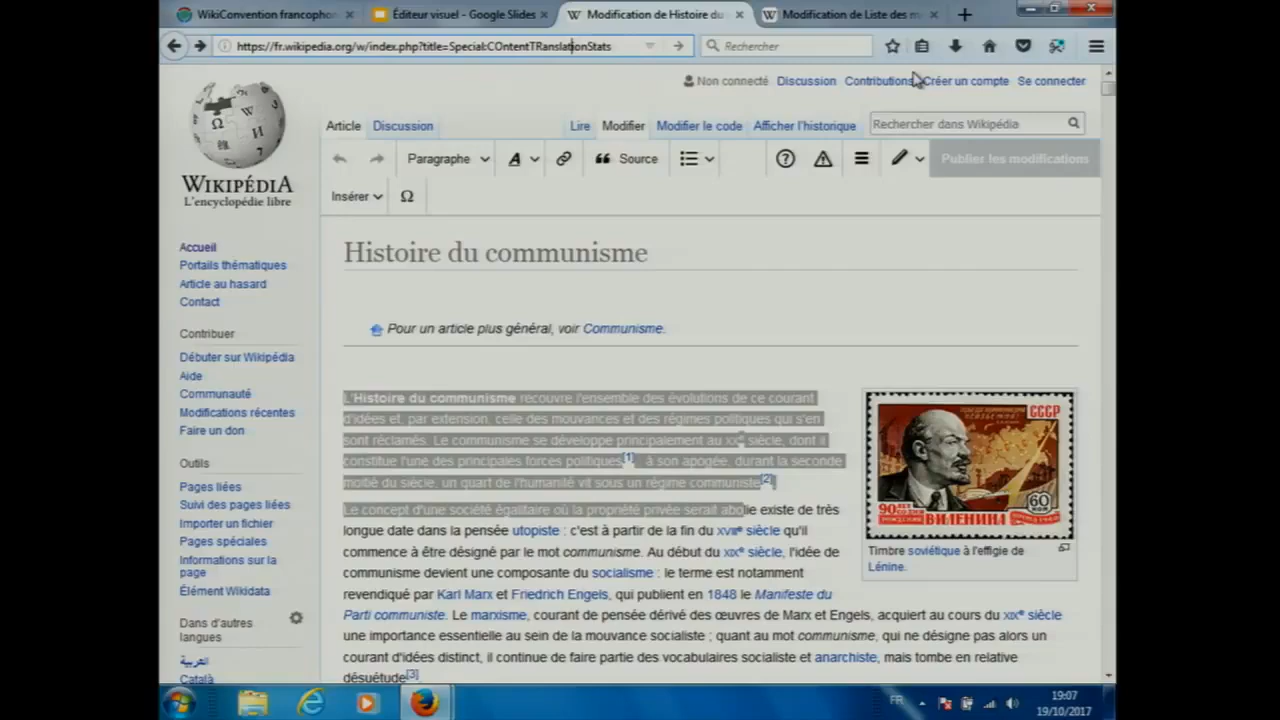 WikiConvention francophon
Éditeur visuel - Google Slides
Modification de Histoire du
Modification de Liste des m
https://fr.wikipedia.org/w/index.php?title=Special:COntentTRanslationStats
Rechercher
Non connecté Discussion Contributions Créer un compte Se connecter
Article Discussion Lire Modifier Modifier le code Afficher l'historique
Rechercher dans Wikipédia
Paragraphe A Source Publier les modifications
Insérer Ω
WIKIPÉDIA
L'encyclopédie libre
Accueil
Portails thématiques
Article au hasard
Contact
Contribuer
Débuter sur Wikipédia
Aide
Communauté
Modifications récentes
Faire un don
Outils
Pages liées
Suivi des pages liées
Importer un fichier
Pages spéciales
Informations sur la
page
Élément Wikidata
Dans d'autres
langues
العربية
Català
Histoire du communisme
Pour un article plus général, voir Communisme.
L'Histoire du communisme recouvre l'ensemble des évolutions de ce courant
d'idées et, par extension, celle des mouvances et des régimes politiques qui s'en
sont réclamés. Le communisme se développe principalement au XXe siècle, dont il
constitue l'une des principales forces politiques[1] à son apogée, durant la seconde
moitié du siècle, un quart de l'humanité vit sous un régime communiste[2].
Le concept d'une société égalitaire où la propriété privée serait abolie existe de très
longue date dans la pensée utopiste : c'est à partir de la fin du XVIIIe siècle qu'il
commence à être désigné par le mot communisme. Au début du XIXe siècle, l'idée de
communisme devient une composante du socialisme : le terme est notamment
revendiqué par Karl Marx et Friedrich Engels, qui publient en 1848 le Manifeste du
Parti communiste. Le marxisme, courant de pensée dérivé des œuvres de Marx et Engels, acquiert au cours du XIXe siècle
une importance essentielle au sein de la mouvance socialiste ; quant au mot communisme, qui ne désigne pas alors un
courant d'idées distinct, il continue de faire partie des vocabulaires socialiste et anarchiste, mais tombe en relative
désuétude[3].
СССР
60
КОП
90 ЛЕТ
В.И.ЛЕНИНА
Timbre soviétique à l'effigie de
Lénine.
FR
19:07
19/10/2017